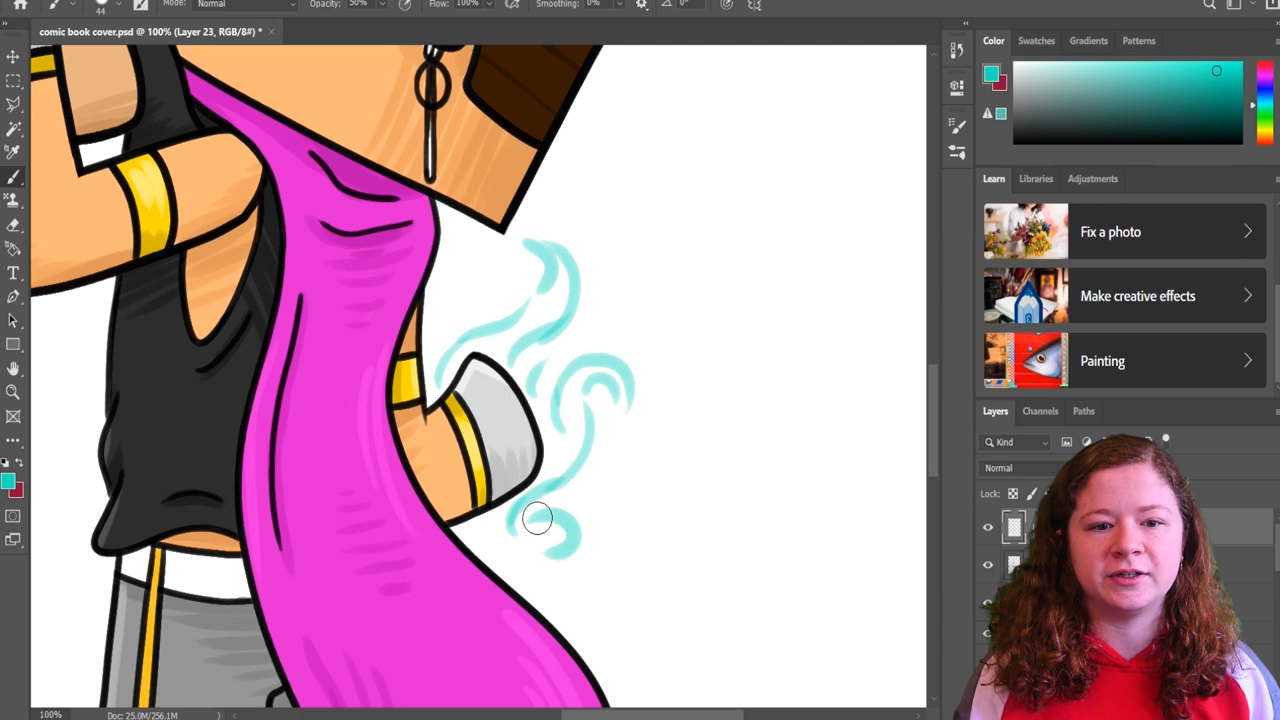 44 Mode: Normal Opacity: 50% Flow: 100% Smoothing: 0% 0°
comic book cover.psd @ 100% (Layer 23, RGB/8#) *
Color Swatches Gradients Patterns
Learn Libraries Adjustments
Fix a photo
Make creative effects
Painting
Layers Channels Paths
Kind
Normal
Lock:
100% Doc: 25.0M/256.1M